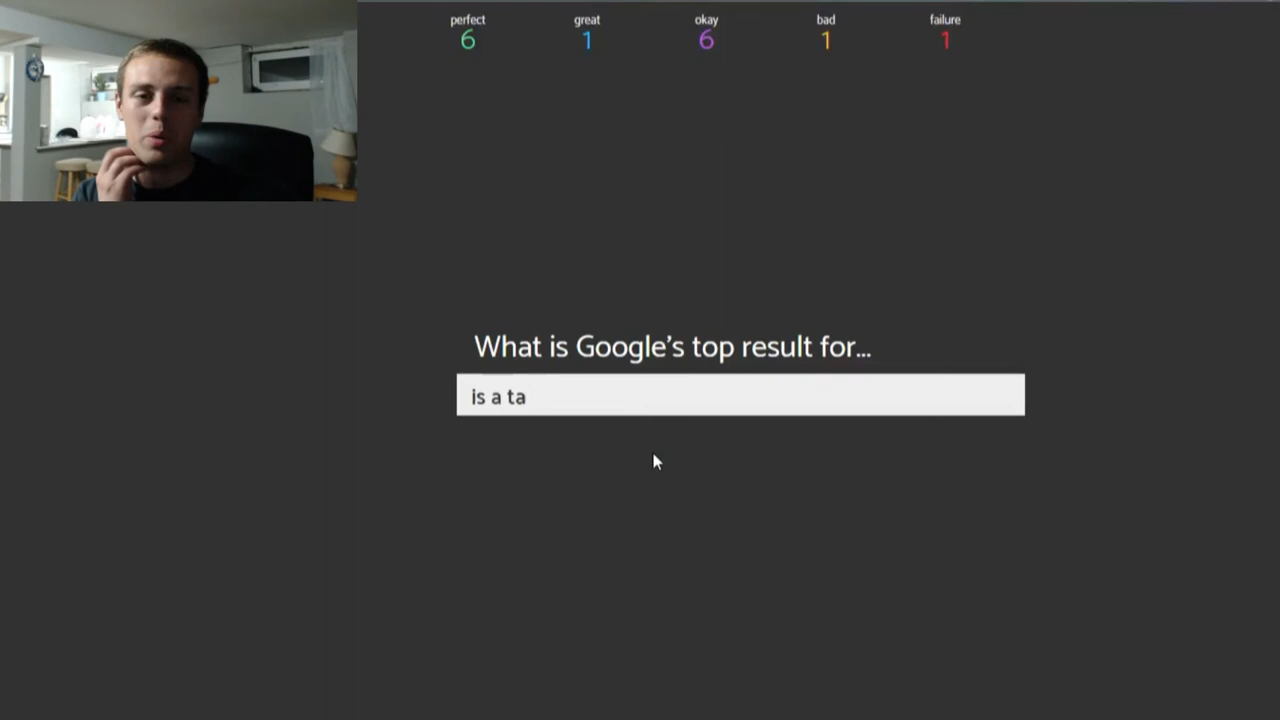 perfect great okay bad failure
6 1 6 1 1
What is Google's top result for...
is a ta